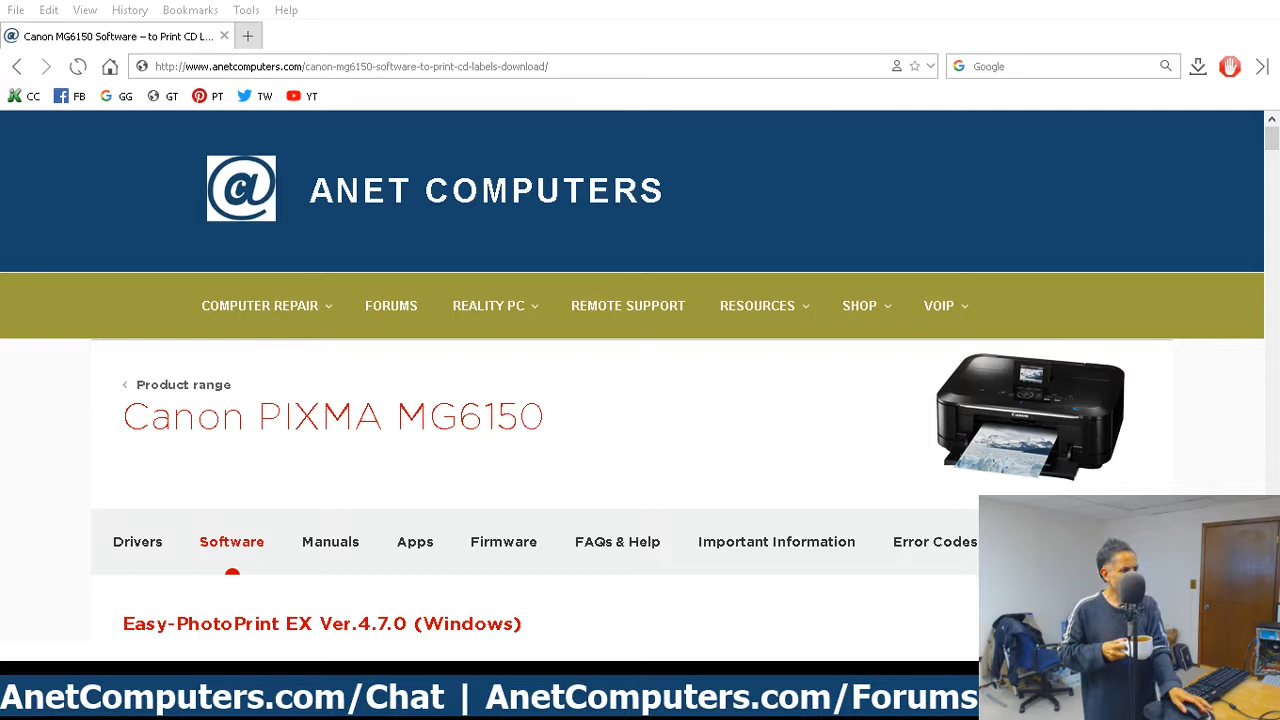 File Edit View History Bookmarks Tools Help
@ Canon MG6150 Software – to Print CD L...
http://www.anetcomputers.com/canon-mg6150-software-to-print-cd-labels-download/
G Google
CC FB GG GT PT TW YT
@ ANET COMPUTERS
COMPUTER REPAIR FORUMS REALITY PC REMOTE SUPPORT RESOURCES SHOP VOIP
Product range
Canon PIXMA MG6150
Canon
Drivers Software Manuals Apps Firmware FAQs & Help Important Information Error Codes
Easy-PhotoPrint EX Ver.4.7.0 (Windows)
AnetComputers.com/Chat | AnetComputers.com/Forums